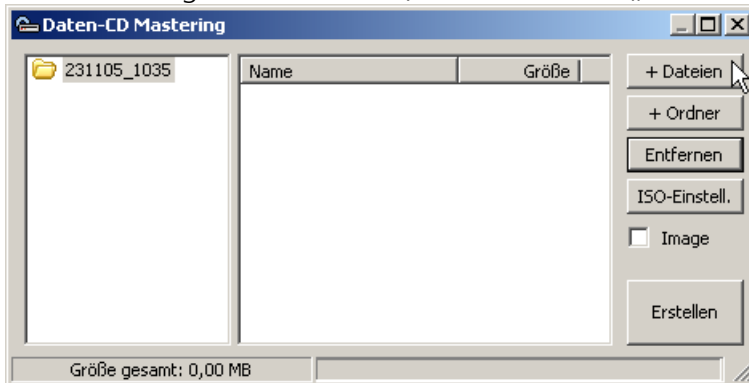 Daten-CD Mastering
231105_1035
Name Größe
+ Dateien
+ Ordner
Entfernen
ISO-Einstell.
Image
Erstellen
Größe gesamt: 0,00 MB